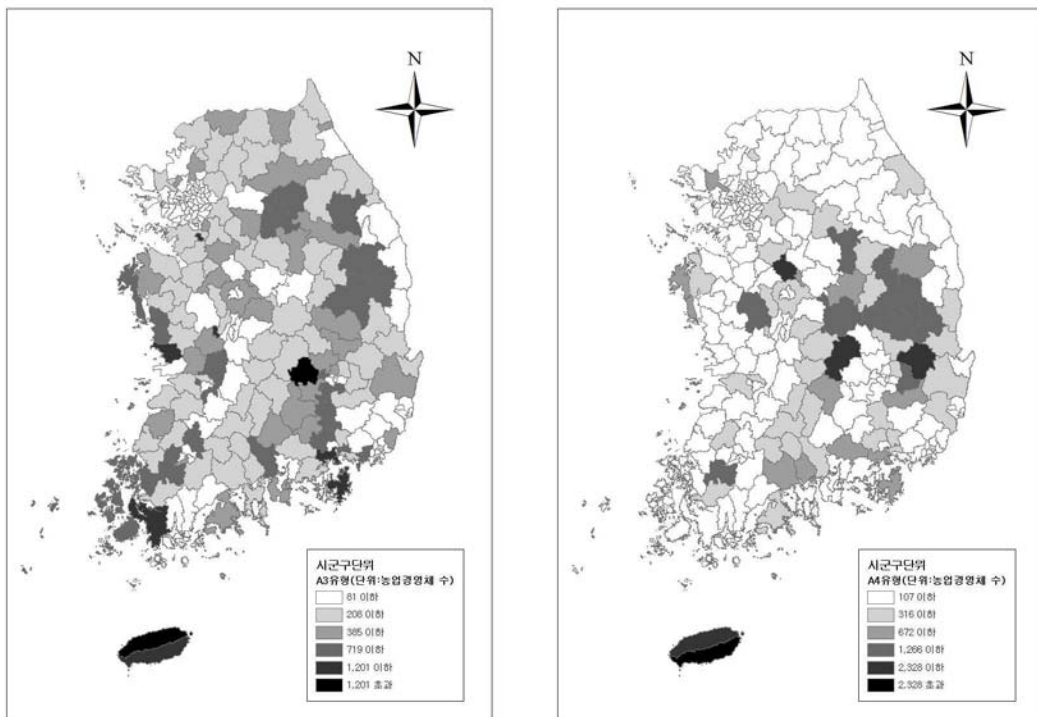 N
시군구단위
A3유형(단위:농업경영체 수)
61 이하
208 이하
385 이하
719 이하
1,201 이하
1,201 초과
N
시군구단위
A4유형(단위:농업경영체 수)
107 이하
316 이하
672 이하
1,266 이하
2,328 이하
2,328 초과